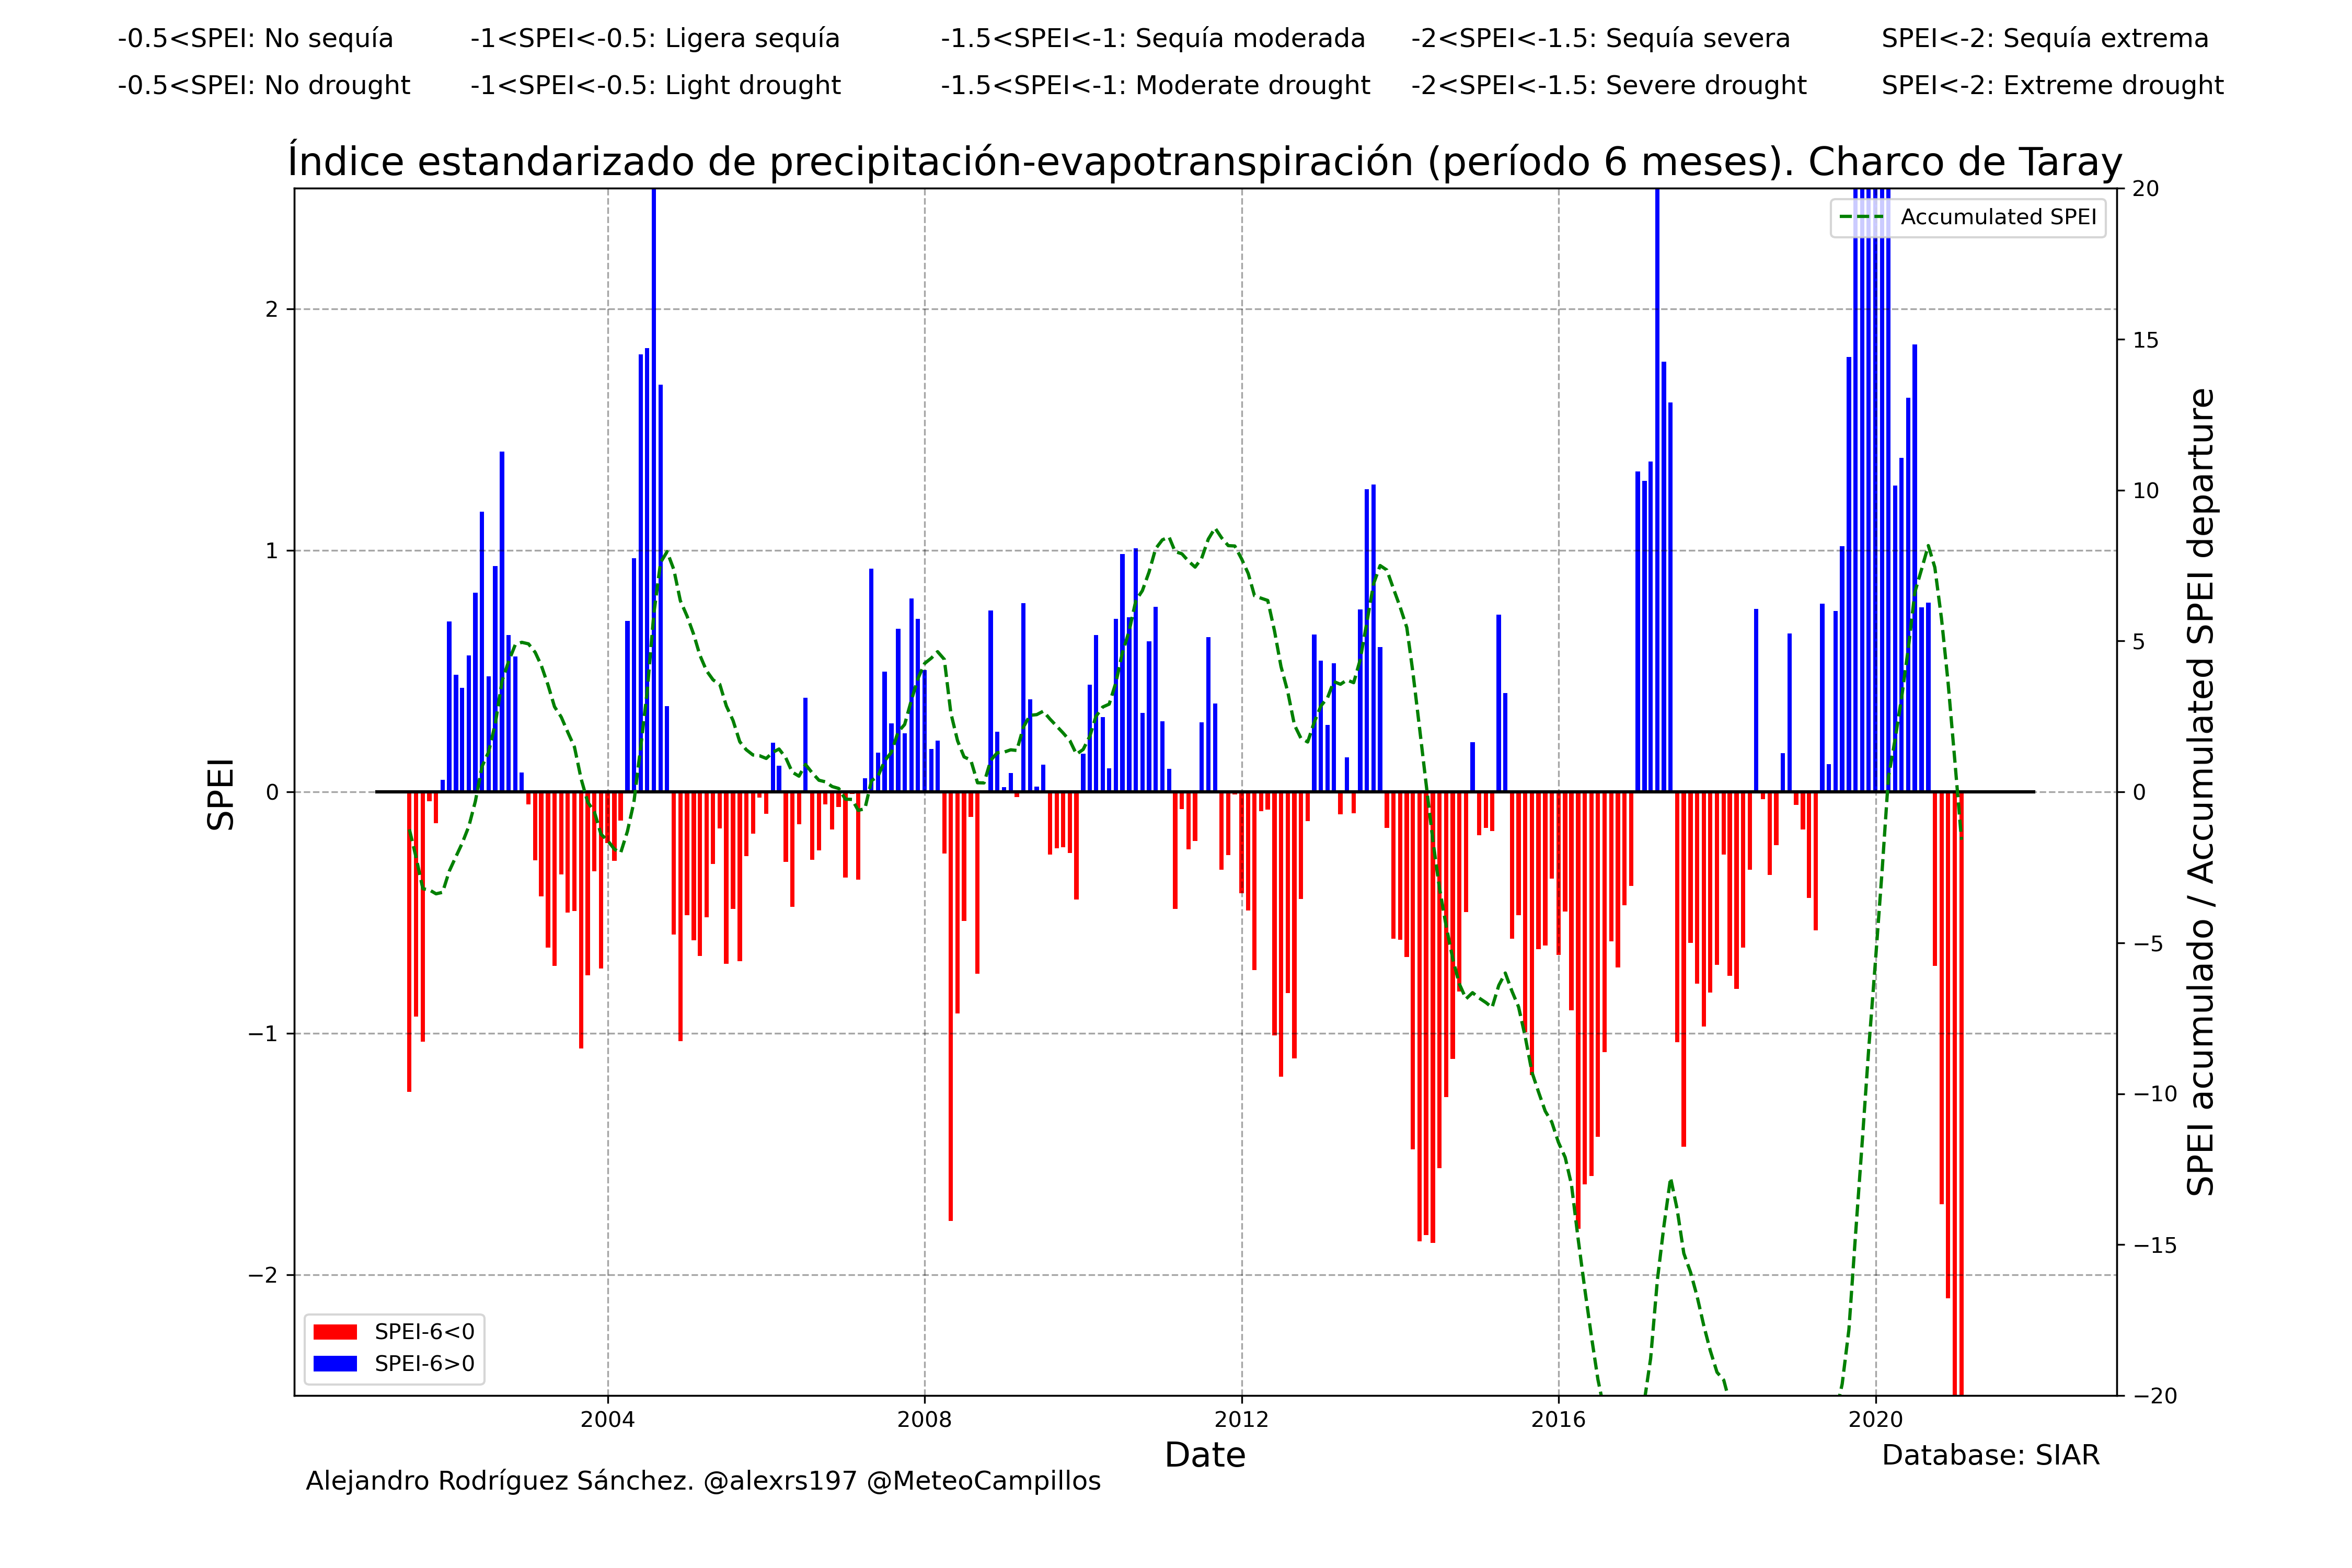 -0.5<SPEI: No sequía -1<SPEI<-0.5: Ligera sequía -1.5<SPEI<-1: Sequía moderada -2<SPEI<-1.5: Sequía severa SPEI<-2: Sequía extrema
-0.5<SPEI: No drought -1<SPEI<-0.5: Light drought -1.5<SPEI<-1: Moderate drought -2<SPEI<-1.5: Severe drought SPEI<-2: Extreme drought
Índice estandarizado de precipitación-evapotranspiración (período 6 meses). Charco de Taray
Accumulated SPEI
SPEI
2
1
0
−1
−2
20
15
10
5
0
−5
−10
−15
−20
SPEI acumulado / Accumulated SPEI departure
SPEI-6<0
SPEI-6>0
2004 2008 2012 2016 2020
Date
Database: SIAR
Alejandro Rodríguez Sánchez. @alexrs197 @MeteoCampillos